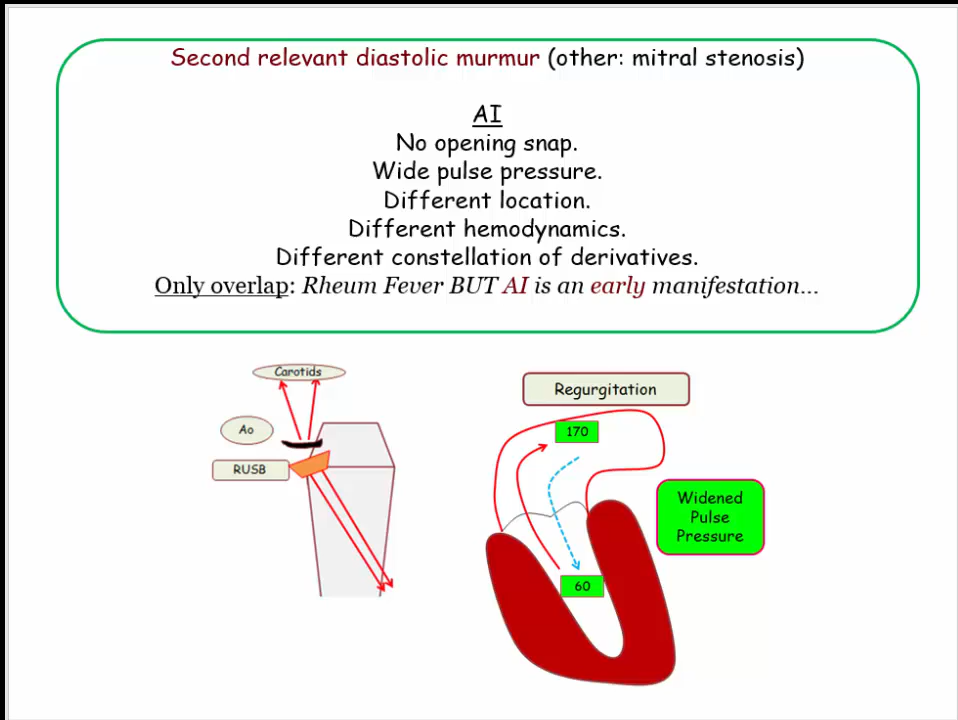 Second relevant diastolic murmur (other: mitral stenosis)
AI
No opening snap.
Wide pulse pressure.
Different location.
Different hemodynamics.
Different constellation of derivatives.
Only overlap: Rheum Fever BUT AI is an early manifestation...
Carotids
Ao
RUSB
Regurgitation
170
Widened
Pulse
Pressure
60